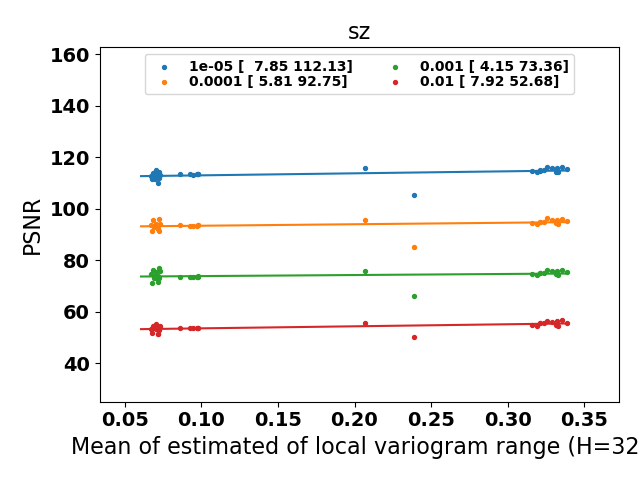 sz
1e-05 [  7.85 112.13]
0.0001 [ 5.81 92.75]
0.001 [ 4.15 73.36]
0.01 [ 7.92 52.68]
PSNR
160
140
120
100
80
60
40
0.05 0.10 0.15 0.20 0.25 0.30 0.35
Mean of estimated of local variogram range (H=32